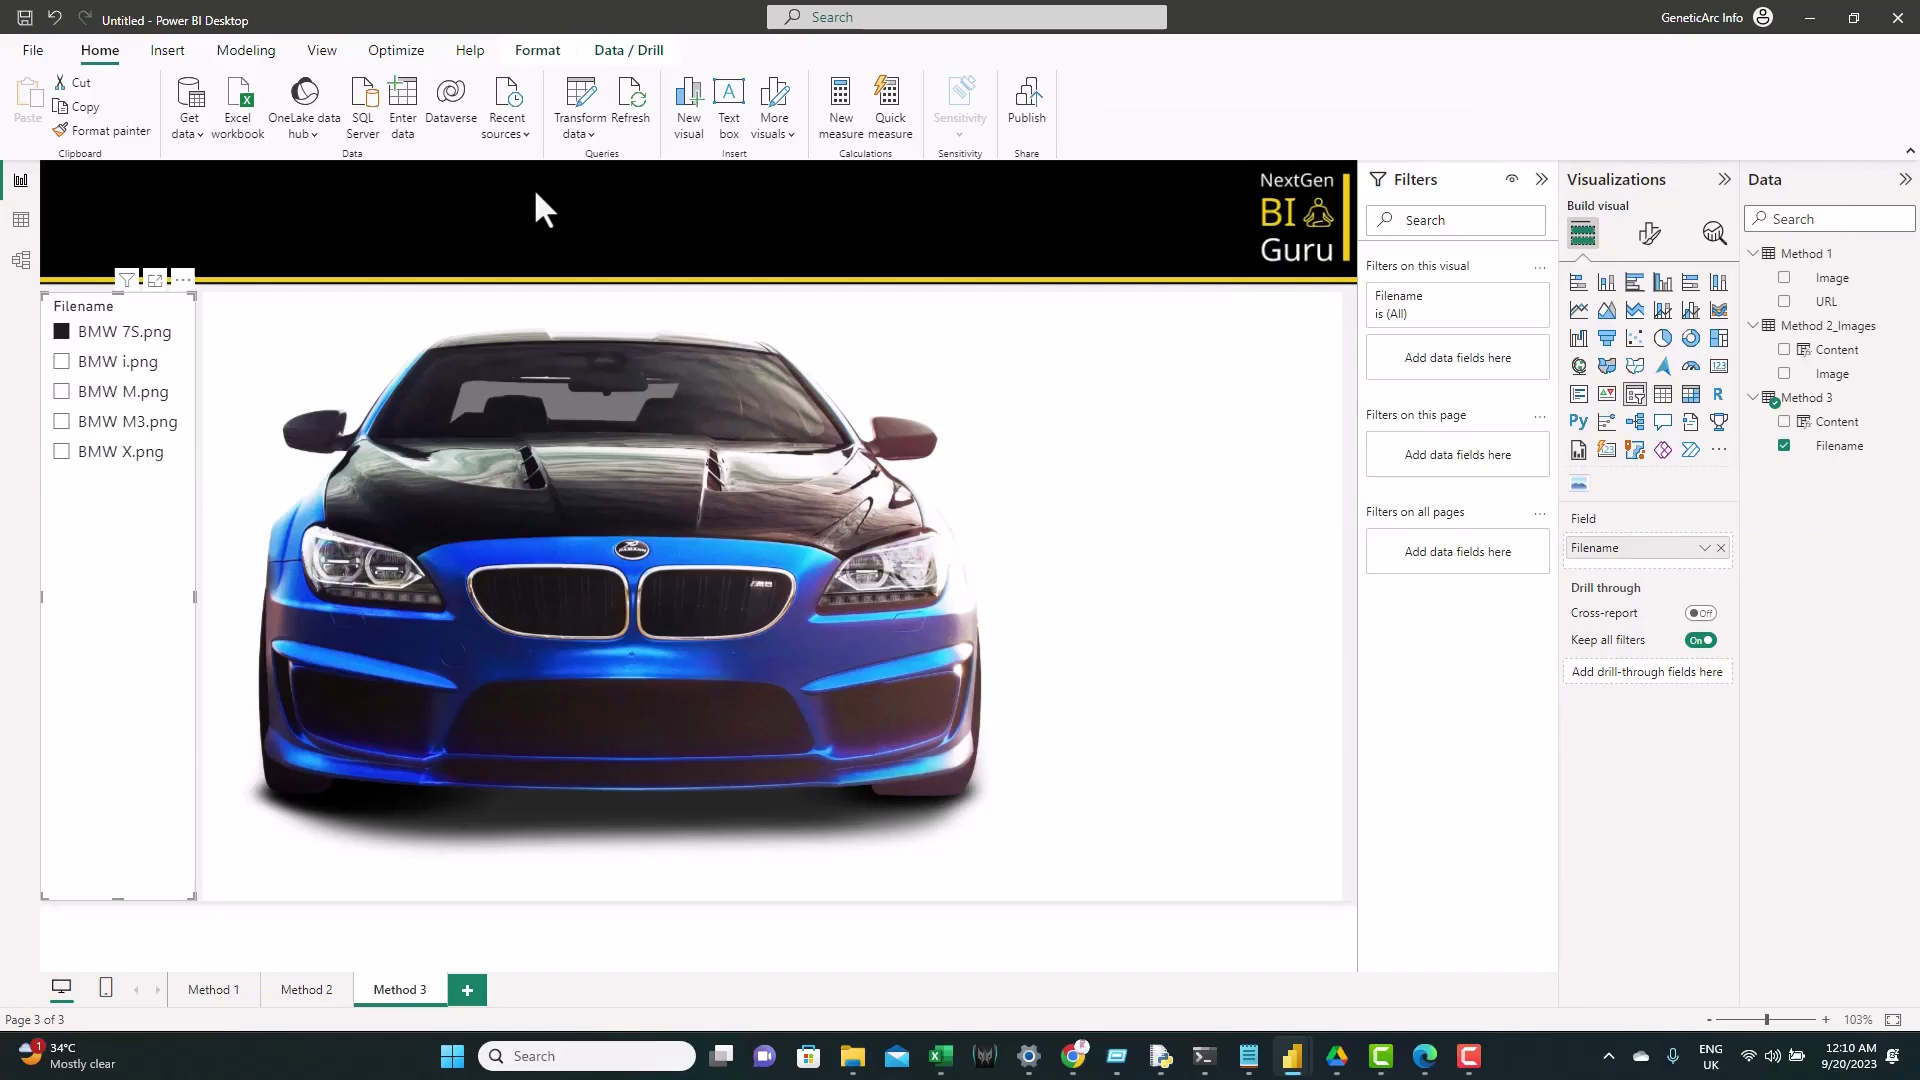 Untitled - Power BI Desktop
Search
GeneticArc Info
File
Home
Insert
Modeling
View
Optimize
Help
Format
Data / Drill
Paste
Cut
Copy
Format painter
Clipboard
Get data
Excel workbook
OneLake data hub
SQL Server
Enter data
Dataverse
Recent sources
Data
Transform data
Refresh
Queries
New visual
Text box
More visuals
Insert
New measure
Quick measure
Calculations
Sensitivity
Sensitivity
Publish
Share
NextGen
BI
Guru
Filename
BMW 7S.png
BMW i.png
BMW M.png
BMW M3.png
BMW X.png
HAMANN
Filters
Search
Filters on this visual
Filename
is (All)
Add data fields here
Filters on this page
Add data fields here
Filters on all pages
Add data fields here
Visualizations
Build visual
123
R
Py
Field
Filename
Drill through
Cross-report
Off
Keep all filters
On
Add drill-through fields here
Data
Search
Method 1
Image
URL
Method 2_Images
Content
Image
Method 3
Content
Filename
Method 1
Method 2
Method 3
Page 3 of 3
103%
1
34°C
Mostly clear
Search
ENG
UK
12:10 AM
9/20/2023